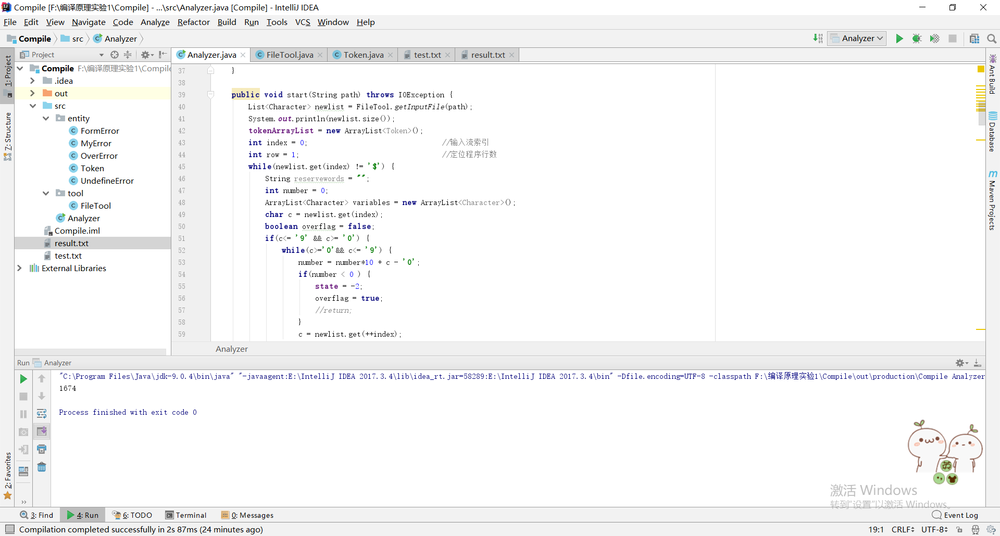 Compile [F:\编译原理实验1\Compile] - ...\src\Analyzer.java [Compile] - IntelliJ IDEA
File Edit View Navigate Code Analyze Refactor Build Run Tools VCS Window Help
Compile src Analyzer
Analyzer
Project
Analyzer.java FileTool.java Token.java test.txt result.txt
1: Project
7: Structure
2: Favorites
Compile F:\编译原理实验1\Compile
.idea
out
src
entity
FormError
MyError
OverError
Token
UndefineError
tool
FileTool
Analyzer
Compile.iml
result.txt
test.txt
External Libraries
37 }
38
39 public void start(String path) throws IOException {
40 List<Character> newlist = FileTool.getInputFile(path);
41 System.out.println(newlist.size());
42 tokenArrayList = new ArrayList<Token>();
43 int index = 0; //输入流索引
44 int row = 1; //定位程序行数
45 while(newlist.get(index) != '$') {
46 String reservewords = "";
47 int number = 0;
48 ArrayList<Character> variables = new ArrayList<Character>();
49 char c = newlist.get(index);
50 boolean overflag = false;
51 if(c<= '9' && c>= '0') {
52 while(c>='0'&& c<= '9') {
53 number = number*10 + c - '0';
54 if(number < 0 ) {
55 state = -2;
56 overflag = true;
57 //return;
58 }
59 c = newlist.get(++index);
Analyzer
Ant Build
Database
Maven Projects
Run Analyzer
"C:\Program Files\Java\jdk-9.0.4\bin\java" "-javaagent:E:\IntelliJ IDEA 2017.3.4\lib\idea_rt.jar=58289:E:\IntelliJ IDEA 2017.3.4\bin" -Dfile.encoding=UTF-8 -classpath F:\编译原理实验1\Compile\out\production\Compile Analyzer
1674
Process finished with exit code 0
英
激活 Windows
转到“设置”以激活 Windows。
3: Find 4: Run 6: TODO Terminal 0: Messages Event Log
Compilation completed successfully in 2s 87ms (24 minutes ago) 19:1 CRLF UTF-8